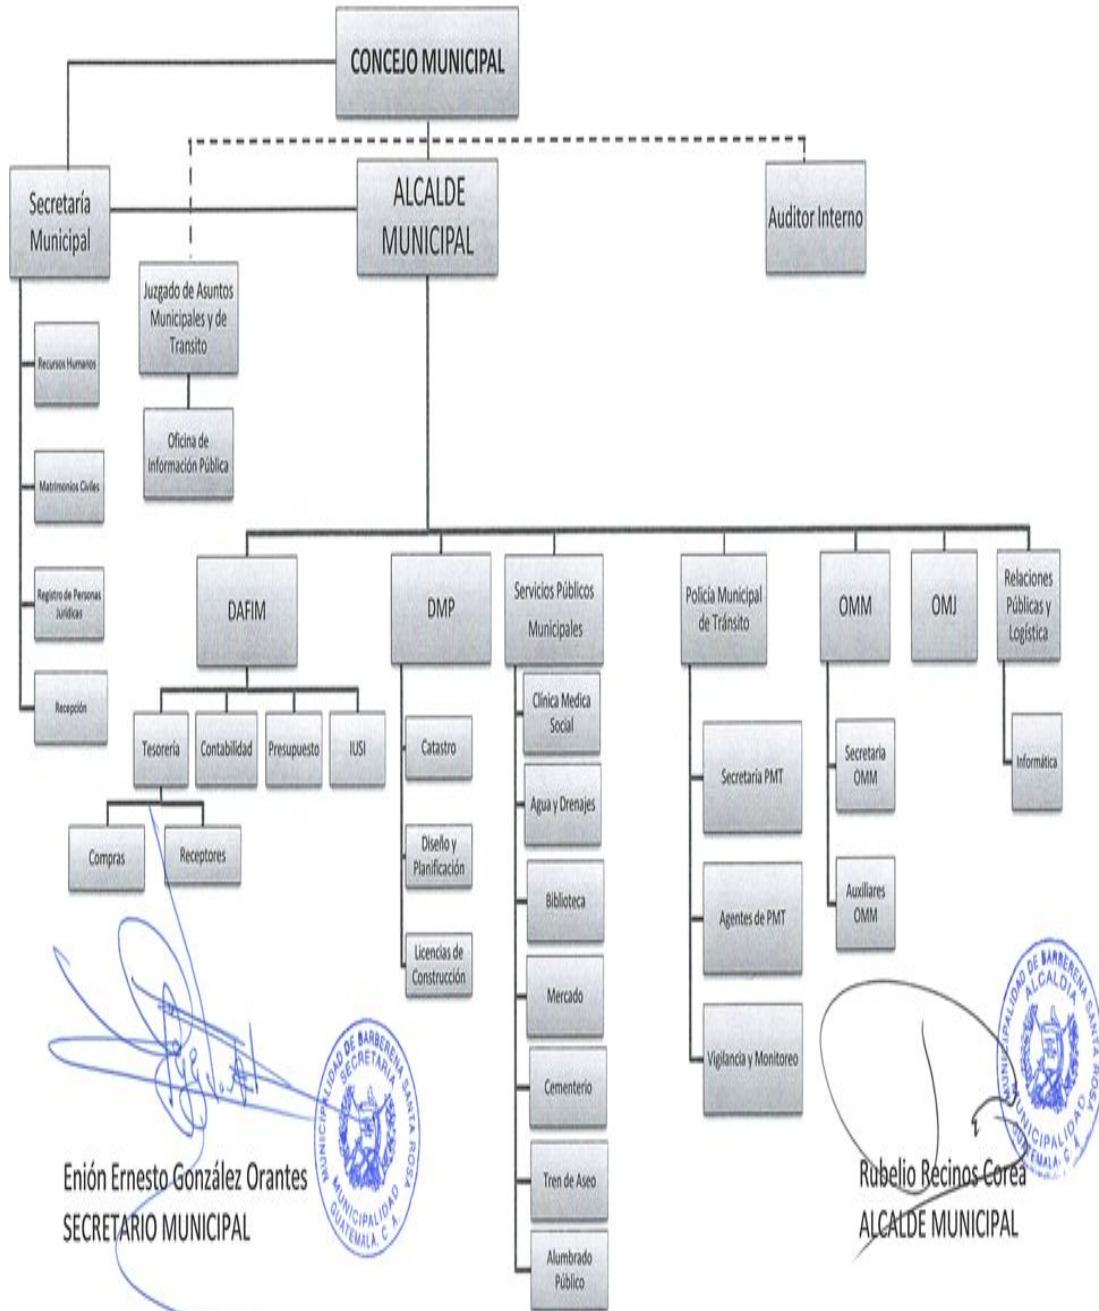 CONCEJO MUNICIPAL
Secretaría
Municipal
ALCALDE
MUNICIPAL
Auditor Interno
Juzgado de Asuntos
Municipales y de
Transito
Oficina de
Información Pública
Recursos Humanos
Matrimonios Civiles
Registro de Personas
Jurídicas
Recepción
DAFIM
DMP
Servicios Públicos
Municipales
Policía Municipal
de Tránsito
OMM
OMJ
Relaciones
Públicas y
Logística
Tesorería
Contabilidad
Presupuesto
IUSI
Compras
Receptores
Catastro
Diseño y
Planificación
Licencias de
Construcción
Clínica Medica
Social
Agua y Drenajes
Biblioteca
Mercado
Cementerio
Tren de Aseo
Alumbrado
Público
Secretaría PMT
Agentes de PMT
Vigilancia y Monitoreo
Secretaria
OMM
Auxiliares
OMM
Informática
MUNICIPALIDAD DE BARBERENA SANTA ROSA
SECRETARIA
MUNICIPALIDAD
GUATEMALA, C. A.
Enión Ernesto González Orantes
SECRETARIO MUNICIPAL
MUNICIPALIDAD DE BARBERENA SANTA ROSA
ALCALDIA
MUNICIPALIDAD
GUATEMALA, C. A.
Rubelio Recinos Corea
ALCALDE MUNICIPAL